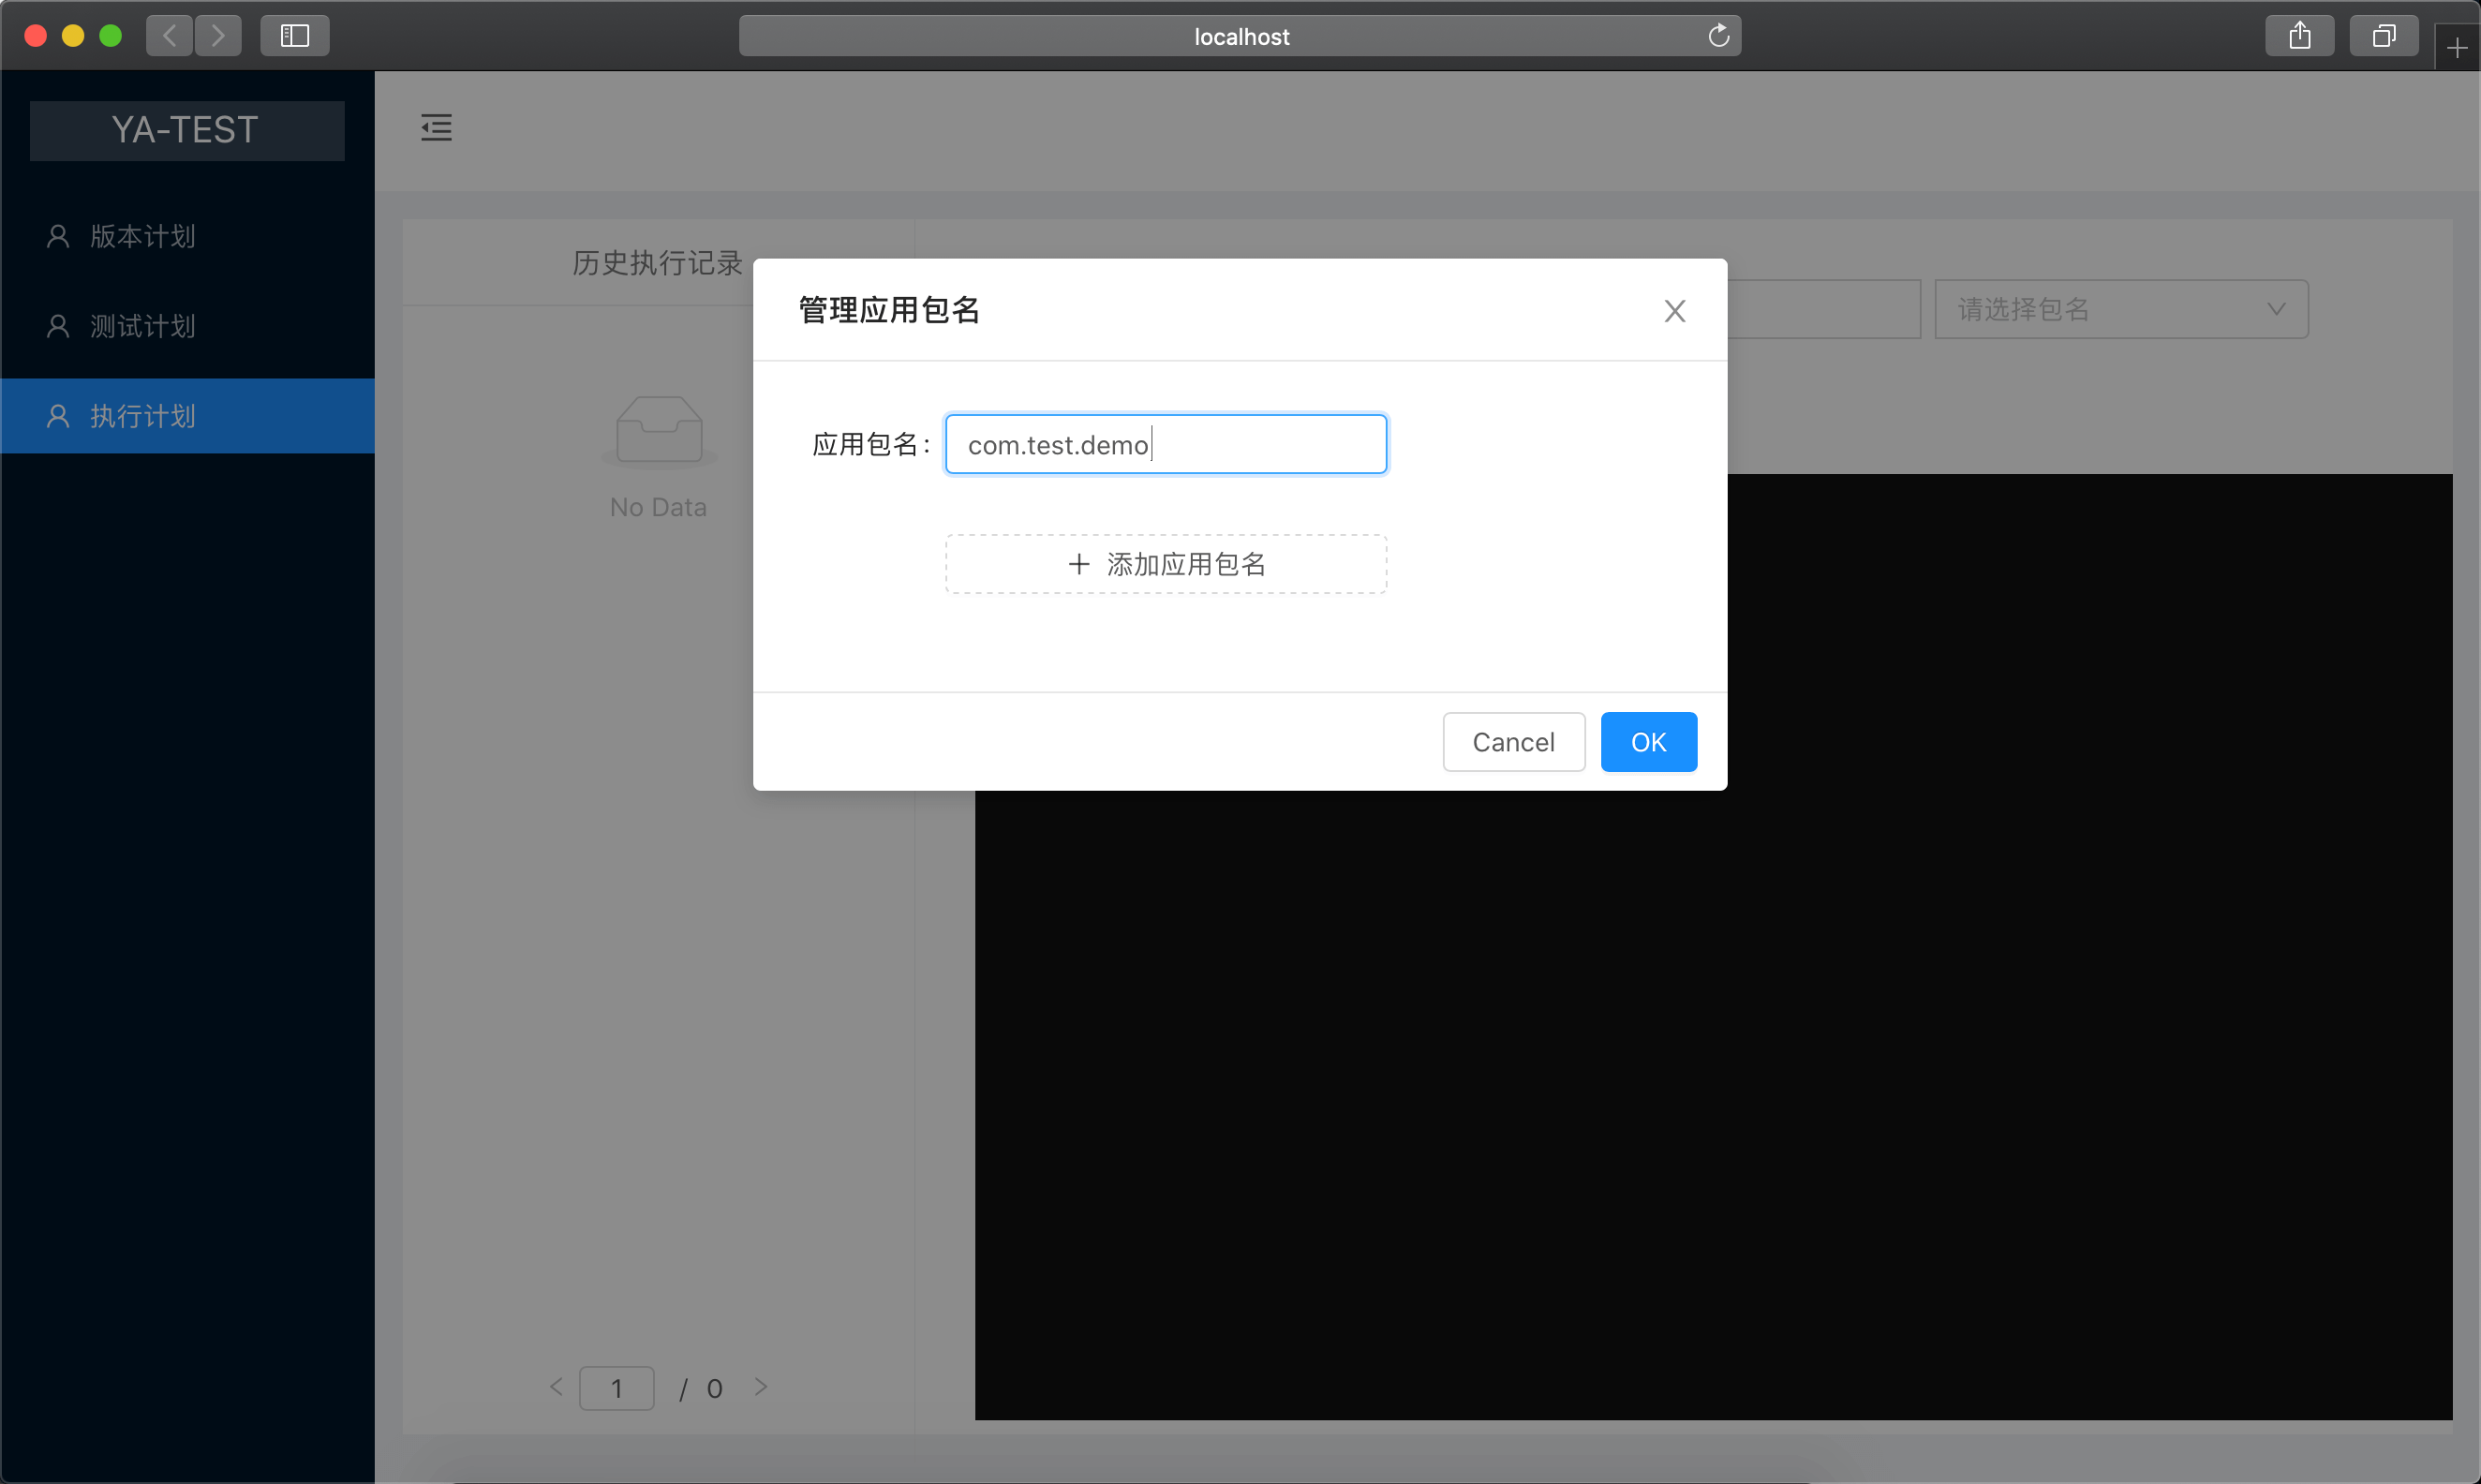 localhost
YA-TEST
版本计划
测试计划
执行计划
历史执行记录
No Data
1 / 0
请选择包名
管理应用包名
应用包名:
com.test.demo
添加应用包名
Cancel
OK